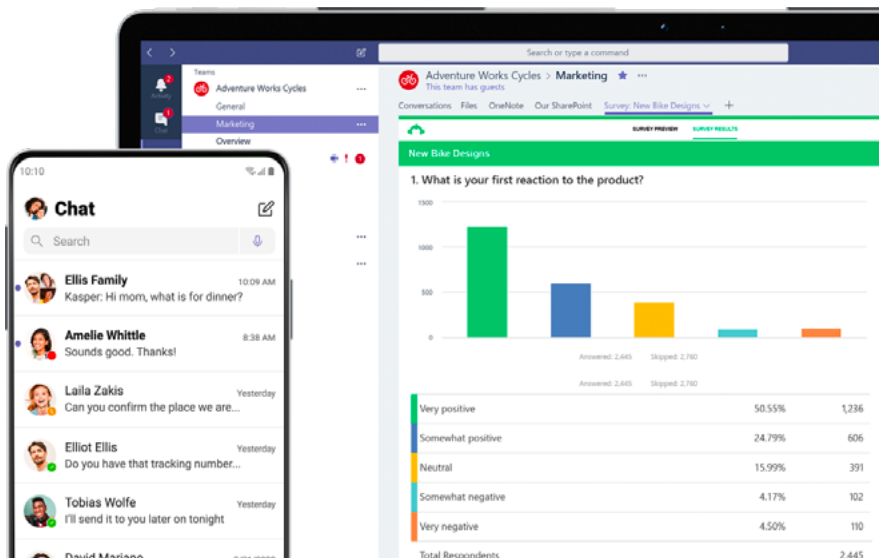 Search or type a command
Activity
2
Chat
1
Teams
Adventure Works Cycles
General
Marketing
Overview
!
1
Adventure Works Cycles > Marketing
This team has guests
Conversations Files OneNote Our SharePoint Survey: New Bike Designs
SURVEY PREVIEW SURVEY RESULTS
New Bike Designs
1. What is your first reaction to the product?
1500
1000
500
0
Answered: 2,445 Skipped: 2,760
Answered: 2,445 Skipped: 2,760
Very positive 50.55% 1,236
Somewhat positive 24.79% 606
Neutral 15.99% 391
Somewhat negative 4.17% 102
Very negative 4.50% 110
Total Respondents 2,445
10:10
Chat
Search
Ellis Family 10:09 AM
Kasper: Hi mom, what is for dinner?
Amelie Whittle 8:38 AM
Sounds good. Thanks!
Laila Zakis Yesterday
Can you confirm the place we are...
Elliot Ellis Yesterday
Do you have that tracking number...
Tobias Wolfe Yesterday
I'll send it to you later on tonight
David Mariano